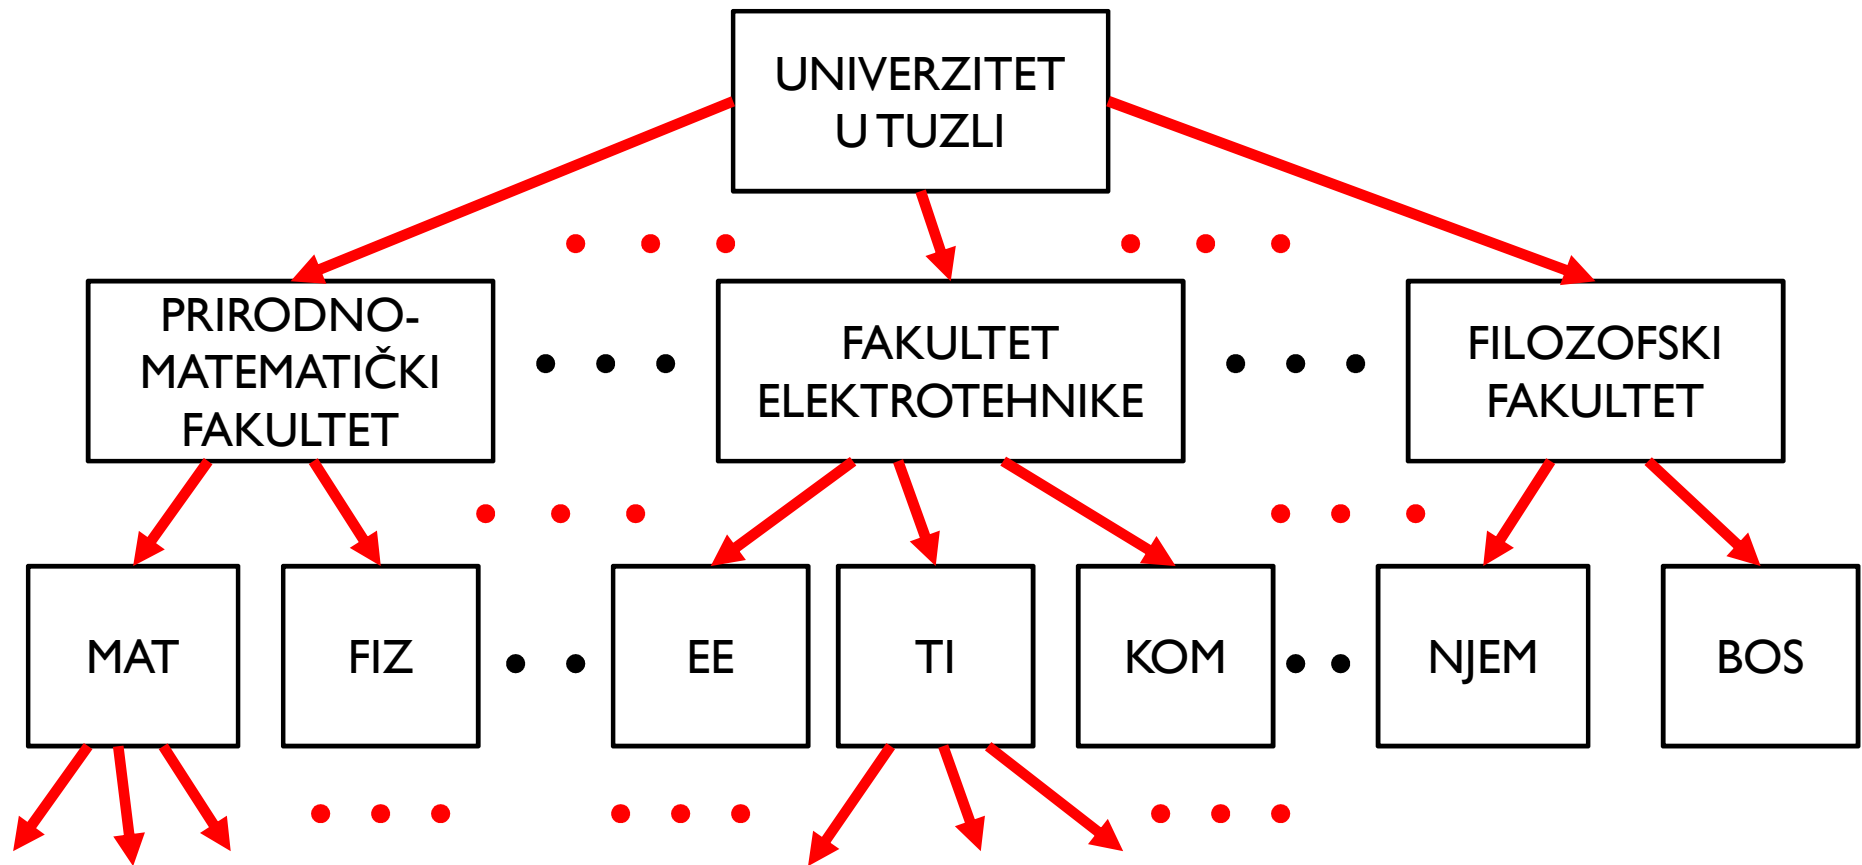 UNIVERZITET
U TUZLI
PRIRODNO-
MATEMATIČKI
FAKULTET
FAKULTET
ELEKTROTEHNIKE
FILOZOFSKI
FAKULTET
MAT
FIZ
EE
TI
KOM
NJEM
BOS